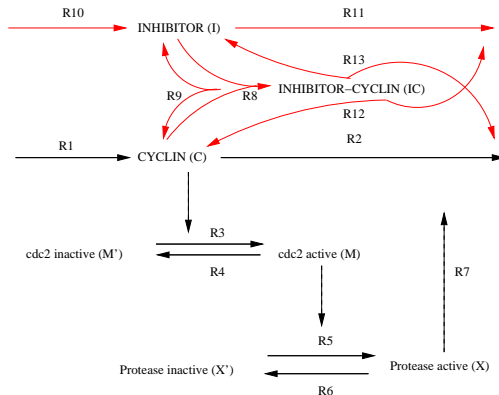 R10
INHIBITOR (I)
R11
R13
R9
R8
INHIBITOR−CYCLIN (IC)
R12
R1
CYCLIN (C)
R2
R3
cdc2 inactive (M')
cdc2 active (M)
R4
R7
R5
Protease inactive (X')
Protease active (X)
R6